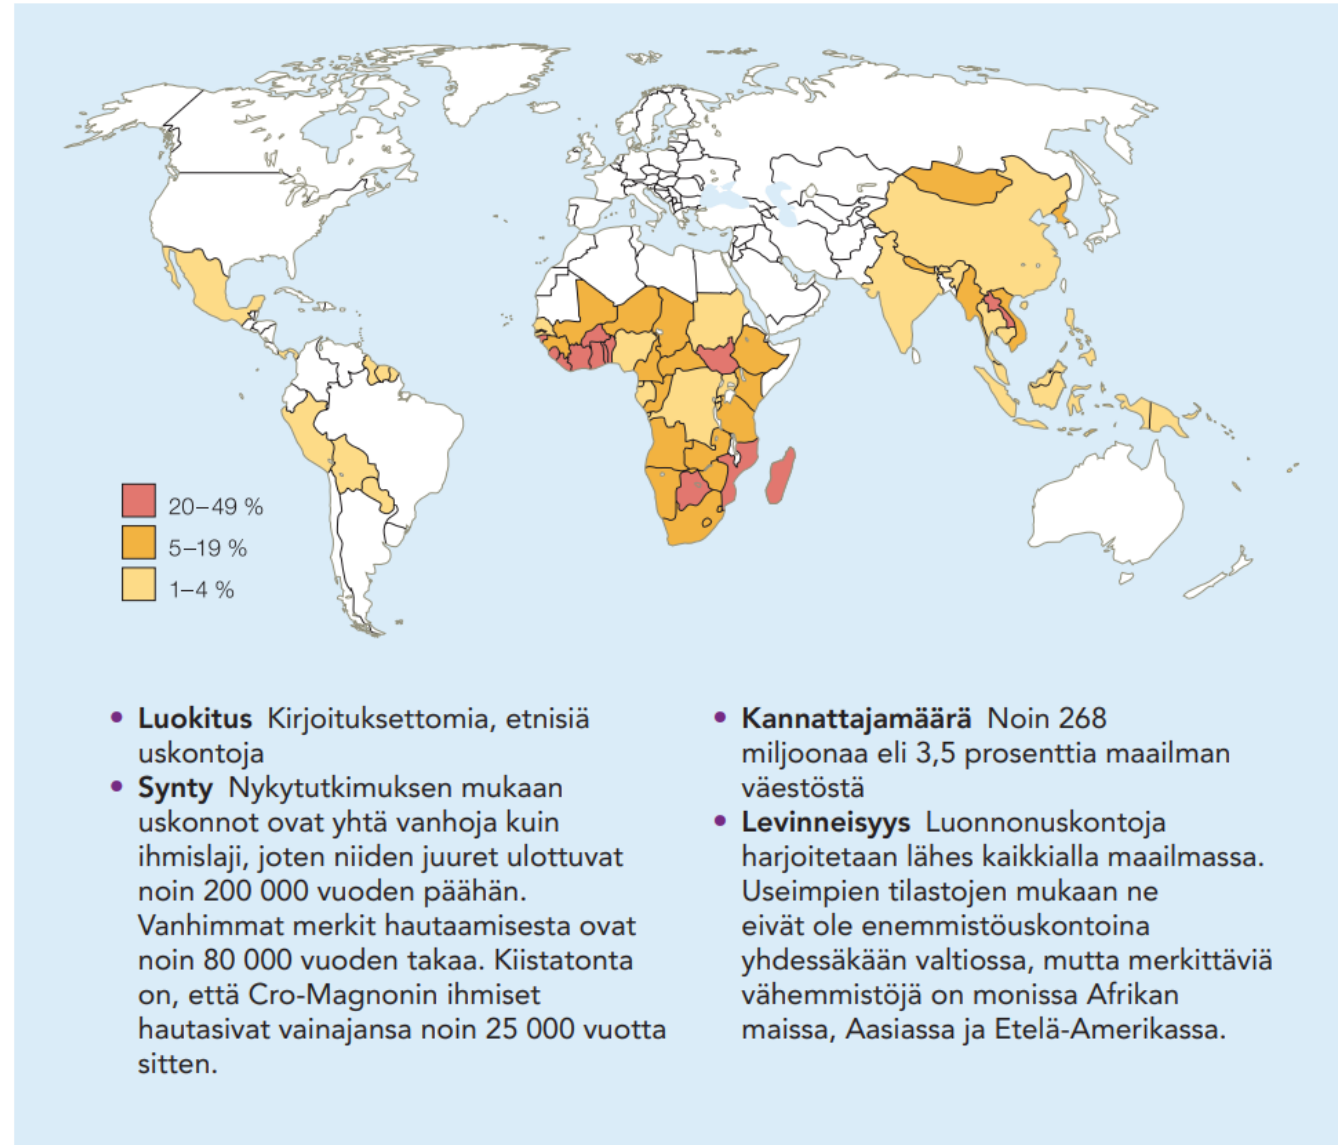 20–49 %
5–19 %
1–4 %
• Luokitus Kirjoituksettomia, etnisiä
uskontoja
• Synty Nykytutkimuksen mukaan
uskonnot ovat yhtä vanhoja kuin
ihmislaji, joten niiden juuret ulottuvat
noin 200 000 vuoden päähän.
Vanhimmat merkit hautaamisesta ovat
noin 80 000 vuoden takaa. Kiistatonta
on, että Cro-Magnonin ihmiset
hautasivat vainajansa noin 25 000 vuotta
sitten.
• Kannattajamäärä Noin 268
miljoonaa eli 3,5 prosenttia maailman
väestöstä
• Levinneisyys Luonnonuskontoja
harjoitetaan lähes kaikkialla maailmassa.
Useimpien tilastojen mukaan ne
eivät ole enemmistöuskontoina
yhdessäkään valtiossa, mutta merkittäviä
vähemmistöjä on monissa Afrikan
maissa, Aasiassa ja Etelä-Amerikassa.